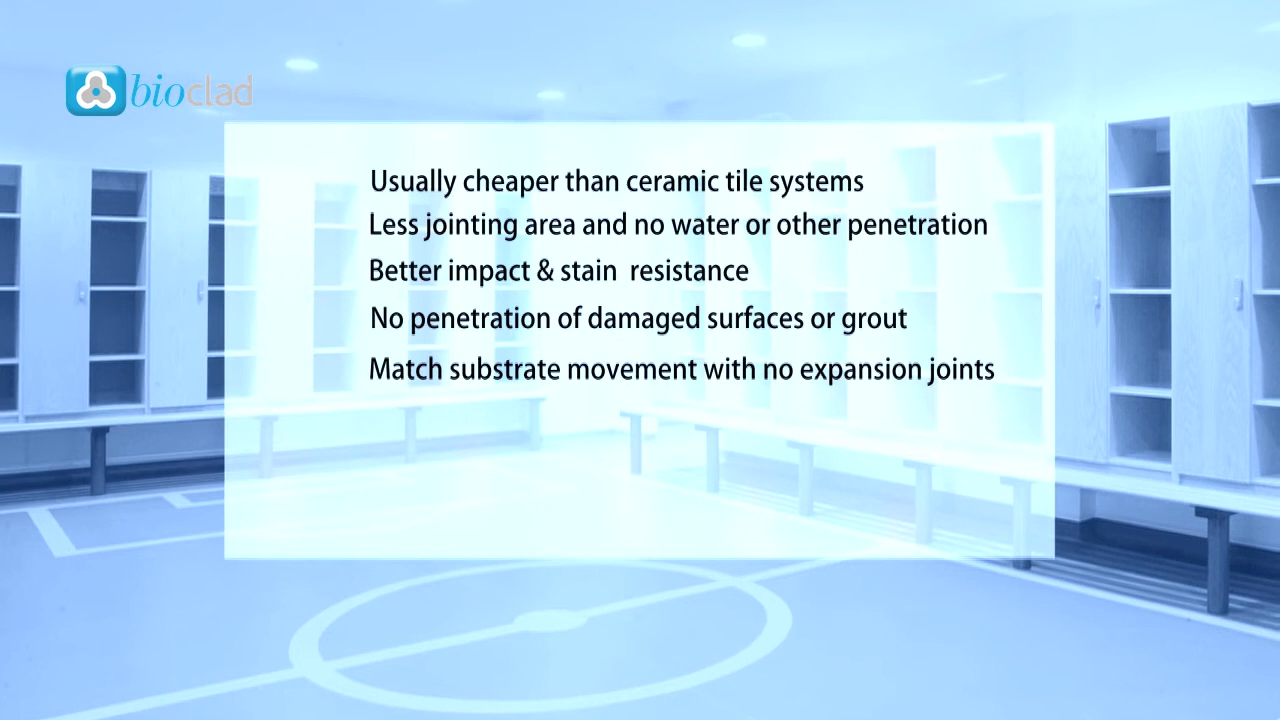 bioclad
Usually cheaper than ceramic tile systems
Less jointing area and no water or other penetration
Better impact & stain  resistance
No penetration of damaged surfaces or grout
Match substrate movement with no expansion joints